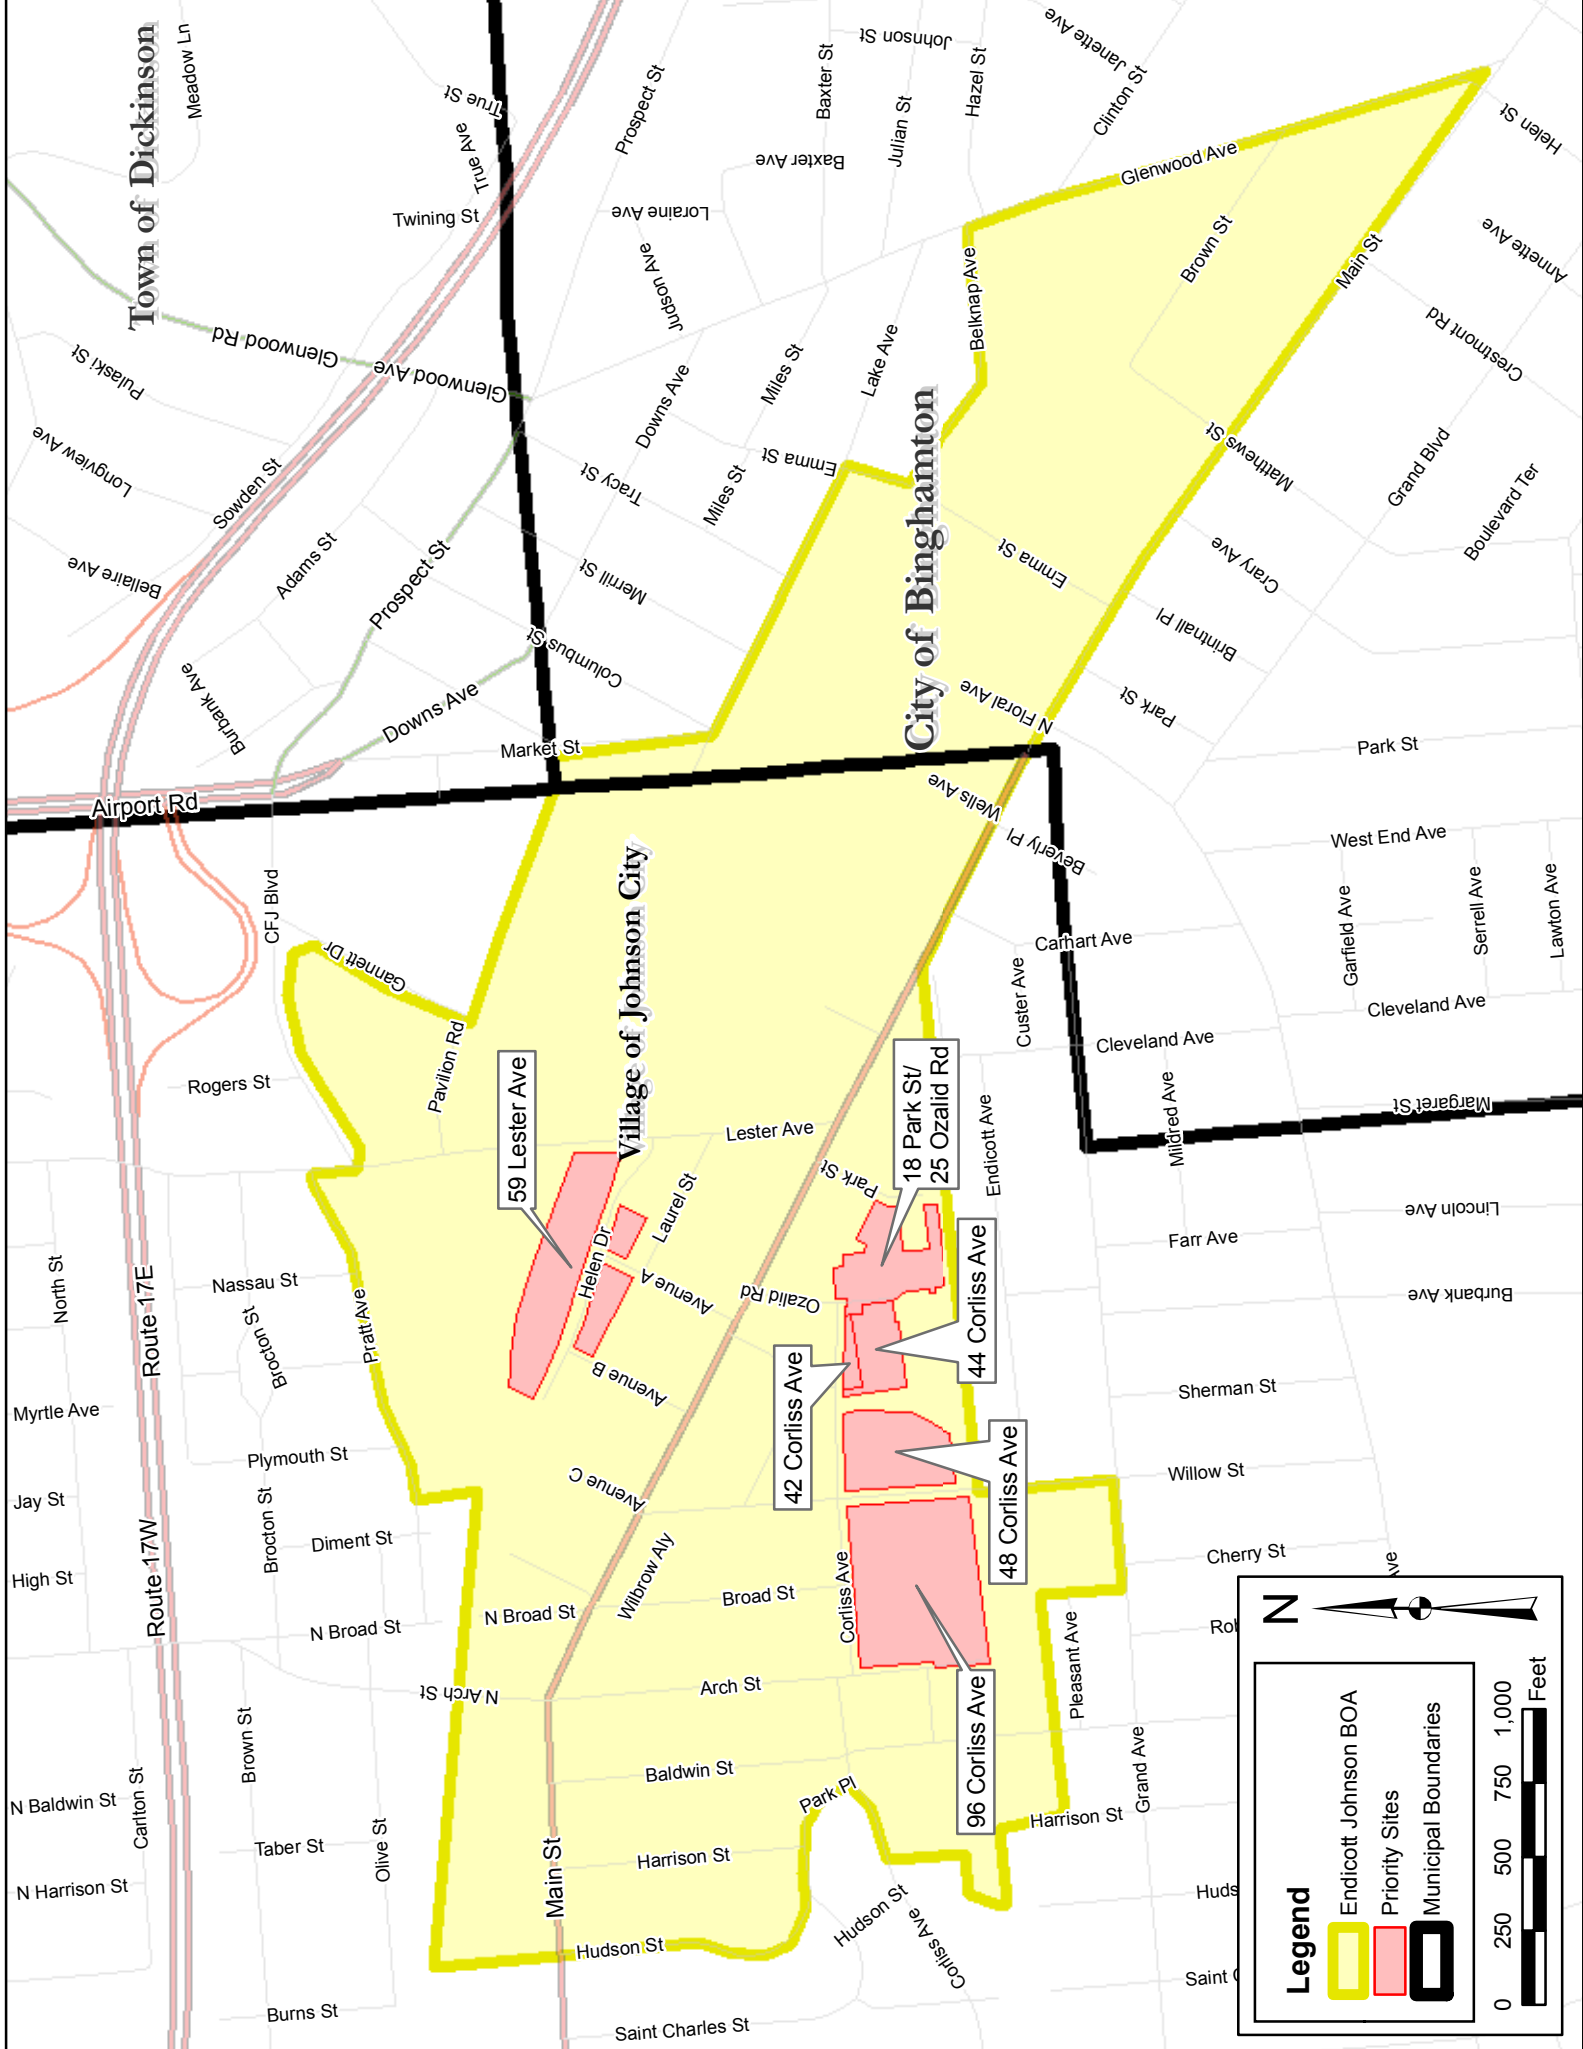 Town of Dickinson
Village of Johnson City
City of Binghamton
Meadow Ln
True St
True Ave
Twining St
Prospect St
Baxter St
Johnson St
Hazel St
Janette Ave
Clinton St
Julian St
Baxter Ave
Loraine Ave
Judson Ave
Glenwood Ave
Helen St
Annette Ave
Brown St
Main St
Belknap Ave
Crestmont Rd
Glenwood Rd
Glenwood Ave
Pulaski St
Longview Ave
Bellaire Ave
Sowden St
Adams St
Prospect St
Downs Ave
Miles St
Lake Ave
Downs Ave
Miles St
Emma St
Tracy St
Merrill St
Columbus St
Matthews St
Grand Blvd
Boulevard Ter
Emma St
Crary Ave
Brintnall Pl
Park St
N Floral Ave
Park St
Burbank Ave
Market St
Airport Rd
CFJ Blvd
Gannett Dr
Pavilion Rd
Rogers St
Wells Ave
Beverly Pl
West End Ave
Garfield Ave
Serrell Ave
Lawton Ave
Carhart Ave
Custer Ave
Cleveland Ave
Cleveland Ave
Margaret St
Mildred Ave
Endicott Ave
Lincoln Ave
Farr Ave
Burbank Ave
Sherman St
Willow St
Cherry St
Lester Ave
Park St
Laurel St
Helen Dr
Avenue A
Avenue B
Avenue C
Ozalid Rd
59 Lester Ave
18 Park St/
25 Ozalid Rd
44 Corliss Ave
42 Corliss Ave
48 Corliss Ave
96 Corliss Ave
North St
Route 17E
Route 17W
Nassau St
Brocton St
Pratt Ave
Myrtle Ave
Plymouth St
Jay St
Brocton St
Diment St
High St
N Broad St
N Broad St
Wilbrow Aly
Broad St
Corliss Ave
N Arch St
Arch St
Brown St
Baldwin St
Park Pl
Pleasant Ave
Grand Ave
Harrison St
N Baldwin St
Carlton St
Taber St
Olive St
N Harrison St
Main St
Harrison St
Hudson St
Hudson St
Corliss Ave
Burns St
Saint Charles St
Rob
Huds
Saint C
Ave
N
Legend
Endicott Johnson BOA
Priority Sites
Municipal Boundaries
0 250 500 750 1,000
Feet